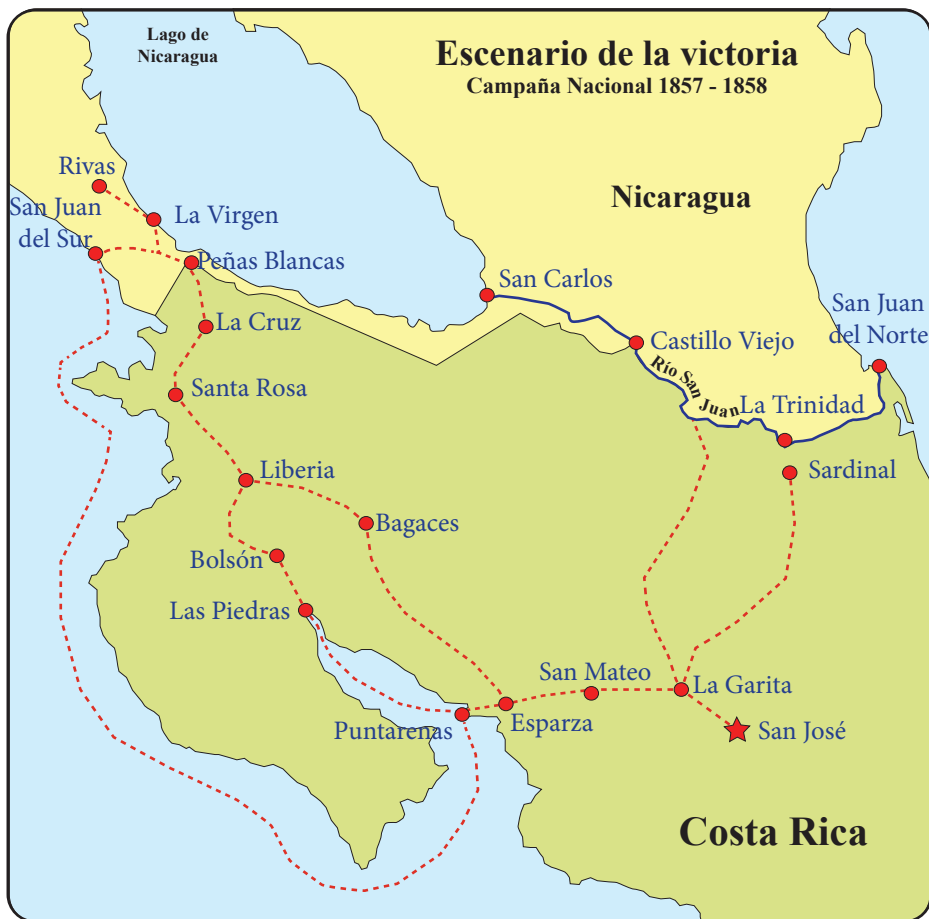 Lago de
Nicaragua
Escenario de la victoria
Campaña Nacional 1857 - 1858
Rivas
Nicaragua
San Juan
del Sur
La Virgen
Peñas Blancas
San Carlos
San Juan
del Norte
La Cruz
Castillo Viejo
Río San Juan
Santa Rosa
La Trinidad
Liberia
Sardinal
Bagaces
Bolsón
Las Piedras
San Mateo
La Garita
Puntarenas
Esparza
San José
Costa Rica